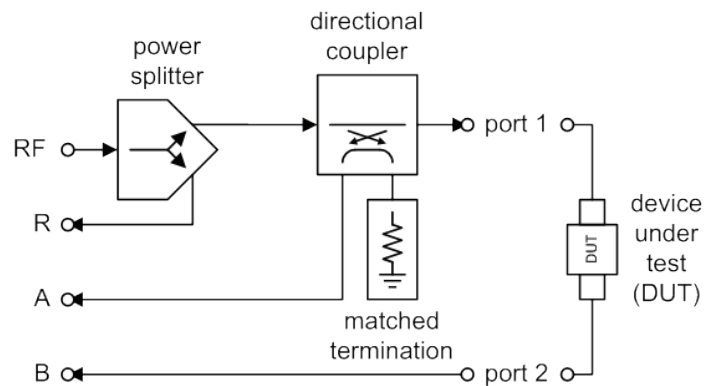 directional
coupler
power
splitter
RF
port 1
R
DUT
device
under
test
(DUT)
A
matched
termination
B
port 2